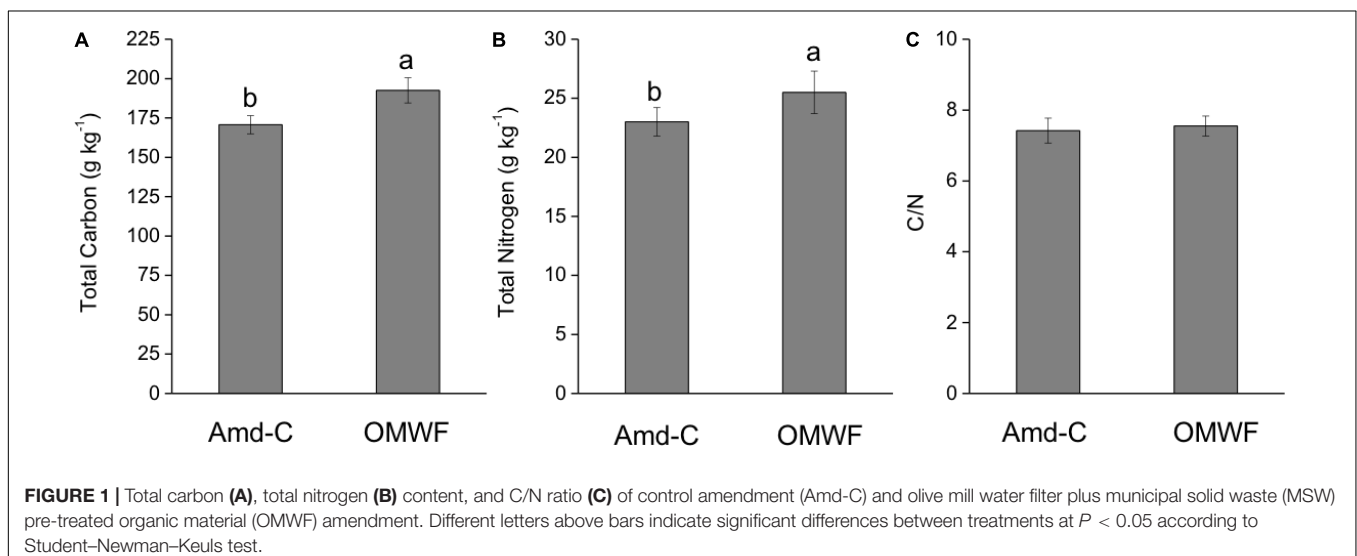 A
225
200
175
150
125
100
75
50
25
0
Total Carbon (g kg⁻¹)
b
a
Amd-C
OMWF
B
30
25
20
15
10
5
0
Total Nitrogen (g kg⁻¹)
b
a
Amd-C
OMWF
C
10
8
6
4
2
0
C/N
Amd-C
OMWF
FIGURE 1 | Total carbon (A), total nitrogen (B) content, and C/N ratio (C) of control amendment (Amd-C) and olive mill water filter plus municipal solid waste (MSW)
pre-treated organic material (OMWF) amendment. Different letters above bars indicate significant differences between treatments at P < 0.05 according to
Student–Newman–Keuls test.